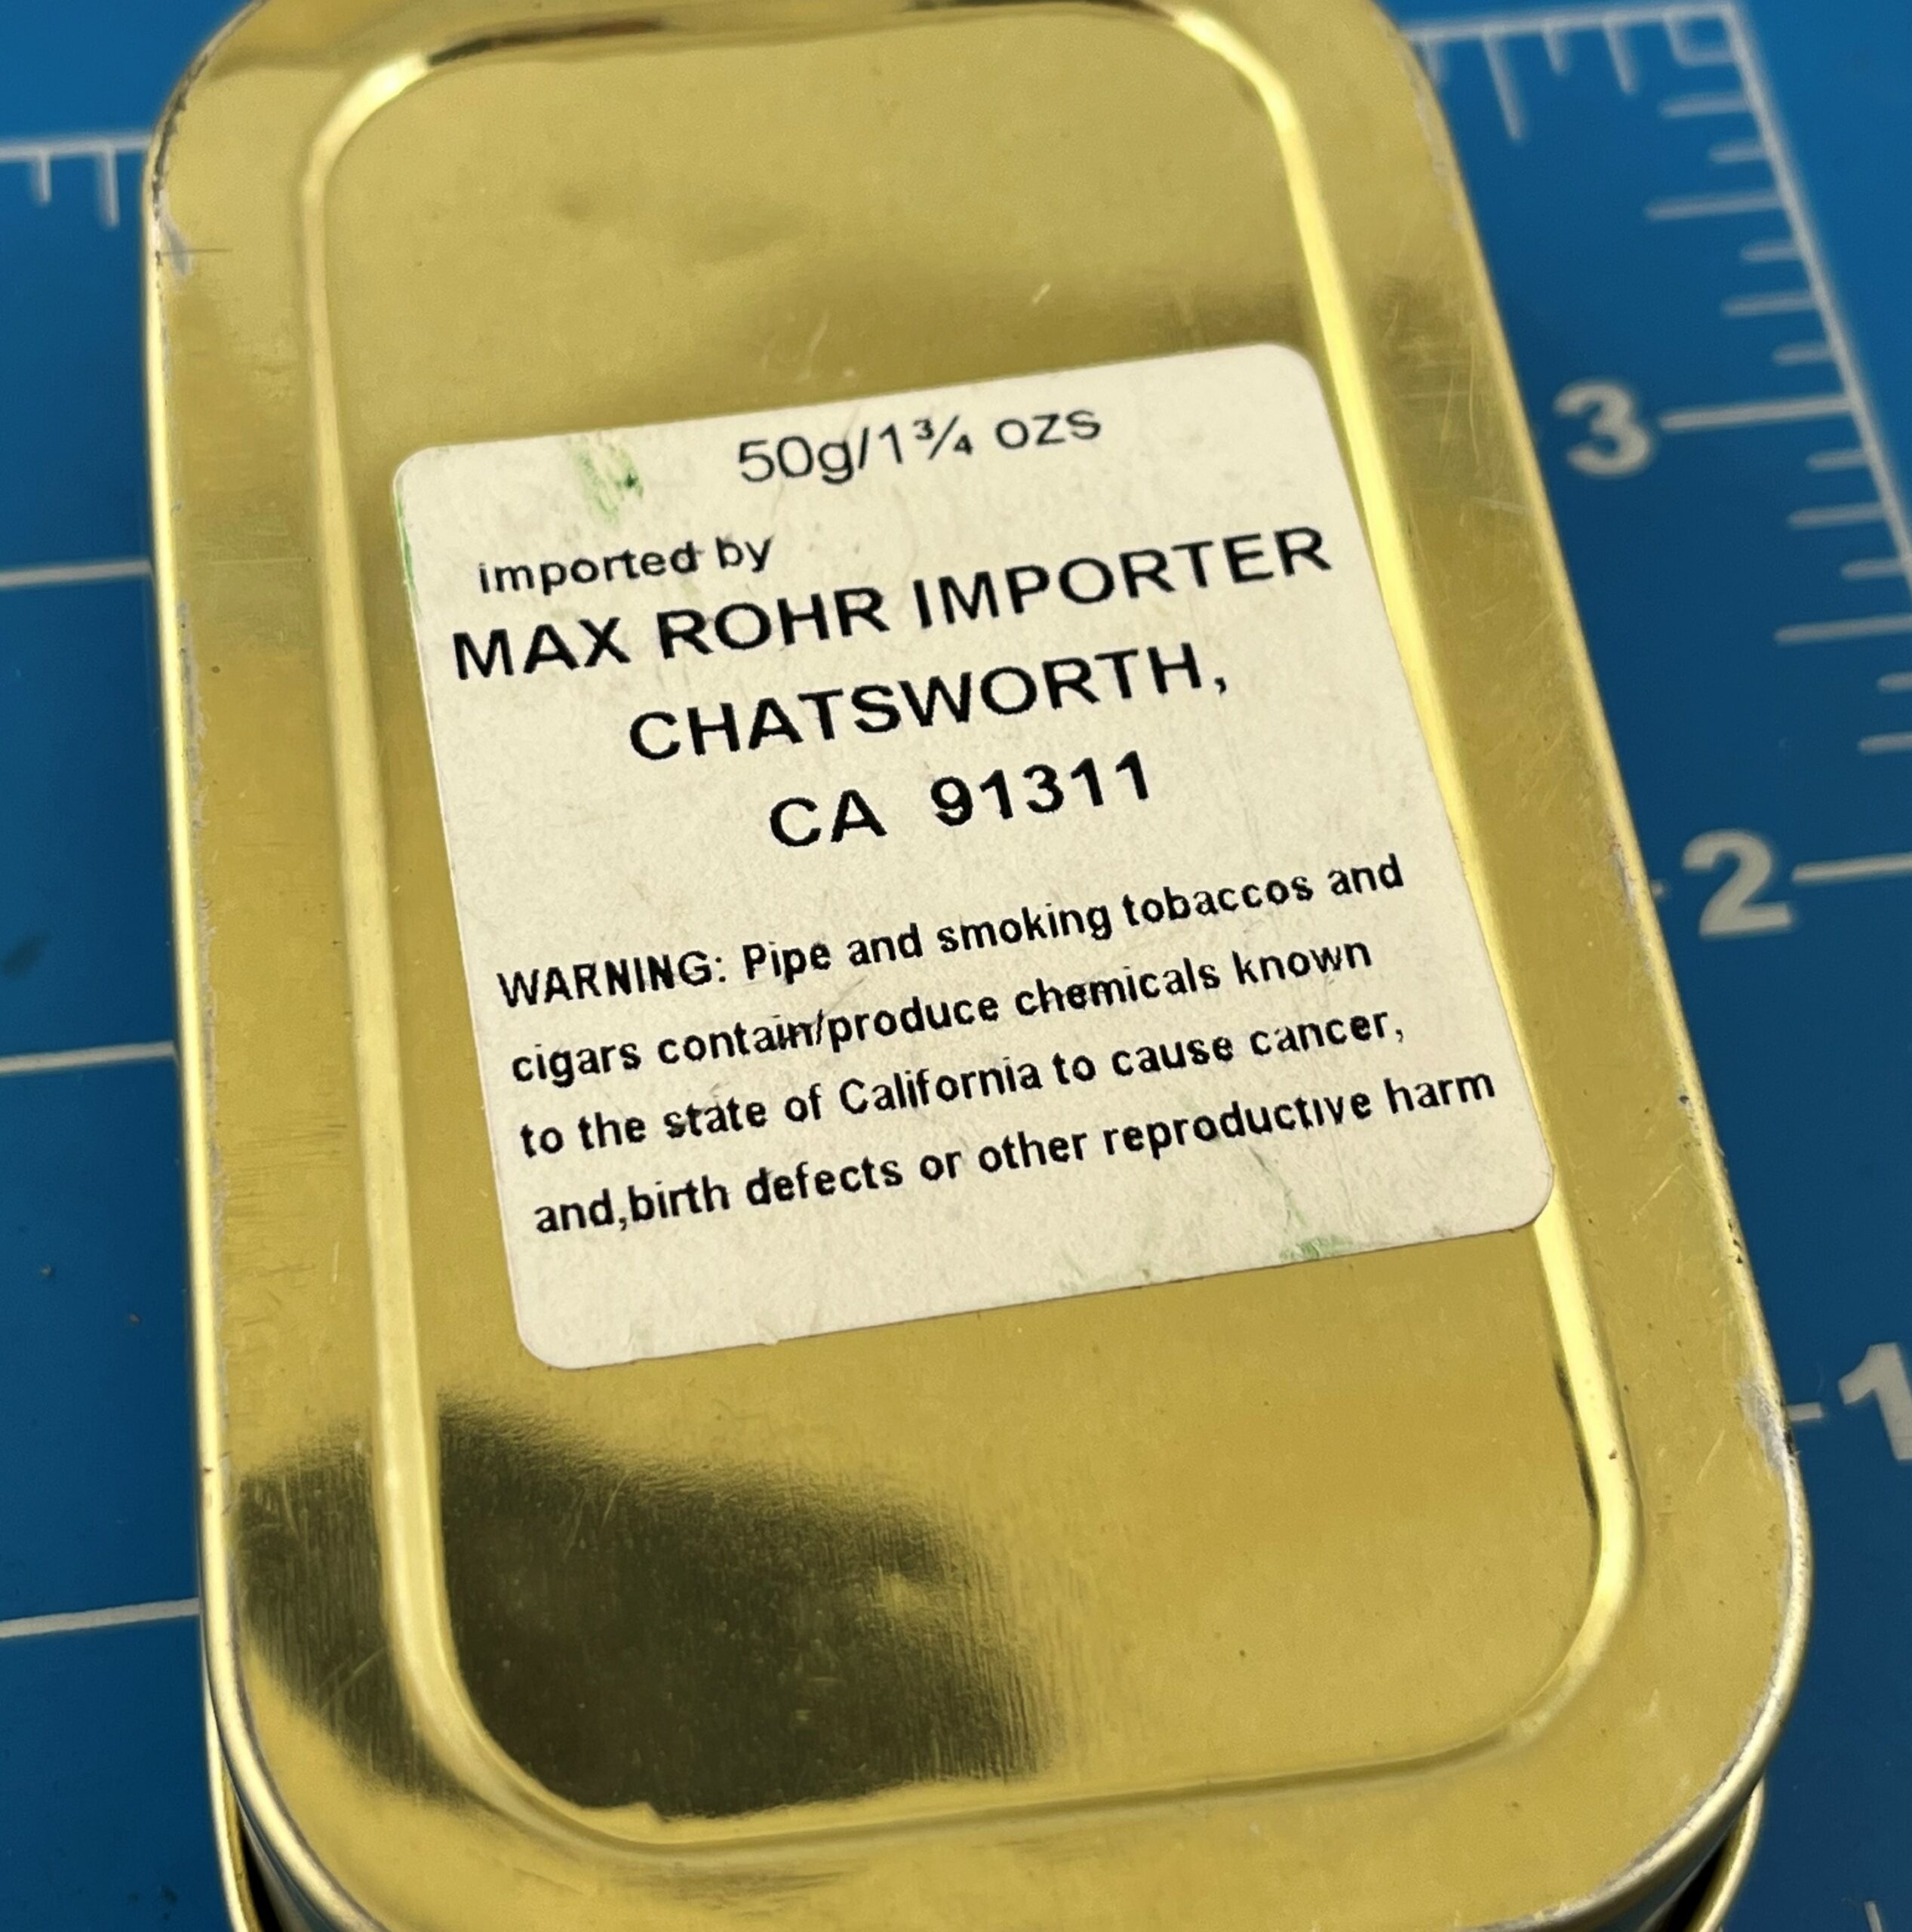 50g/1¾ ozs
imported by
MAX ROHR IMPORTER
CHATSWORTH,
CA 91311
WARNING: Pipe and smoking tobaccos and
cigars contain/produce chemicals known
to the state of California to cause cancer,
and,birth defects or other reproductive harm
3
2
1